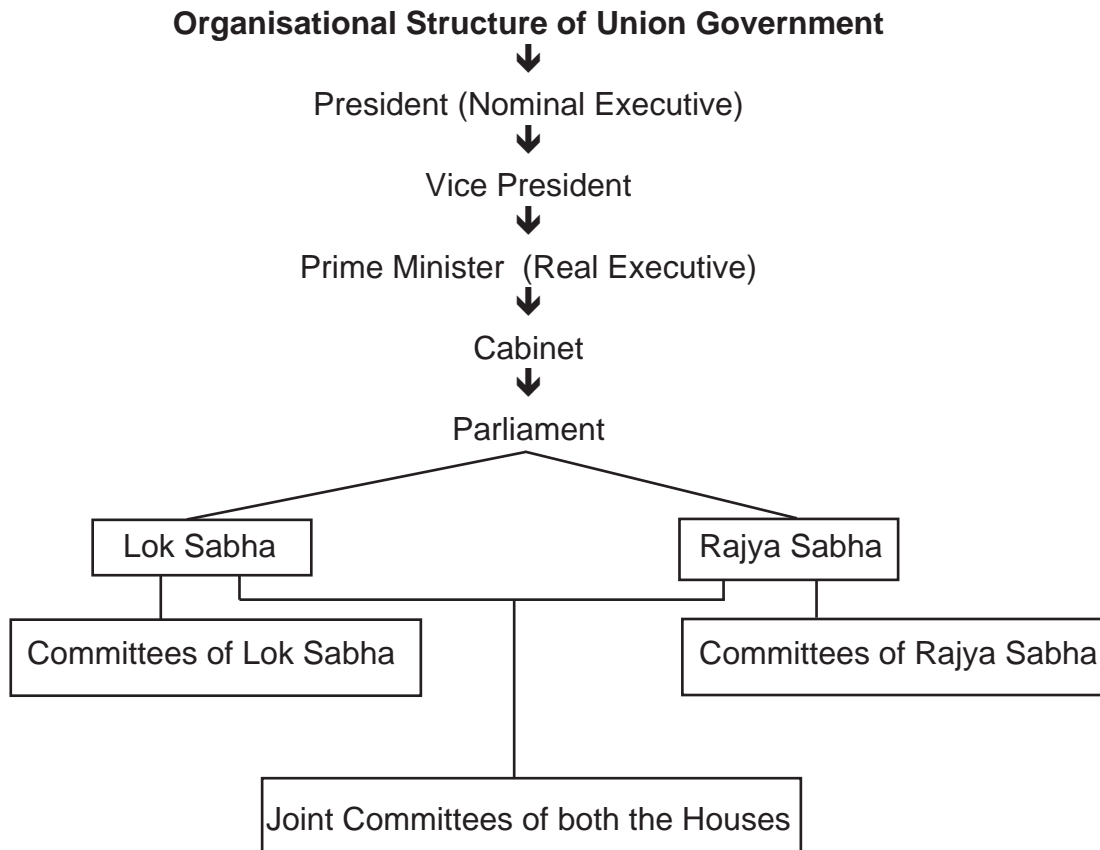 Organisational Structure of Union Government
President (Nominal Executive)
Vice President
Prime Minister (Real Executive)
Cabinet
Parliament
Lok Sabha
Rajya Sabha
Committees of Lok Sabha
Committees of Rajya Sabha
Joint Committees of both the Houses